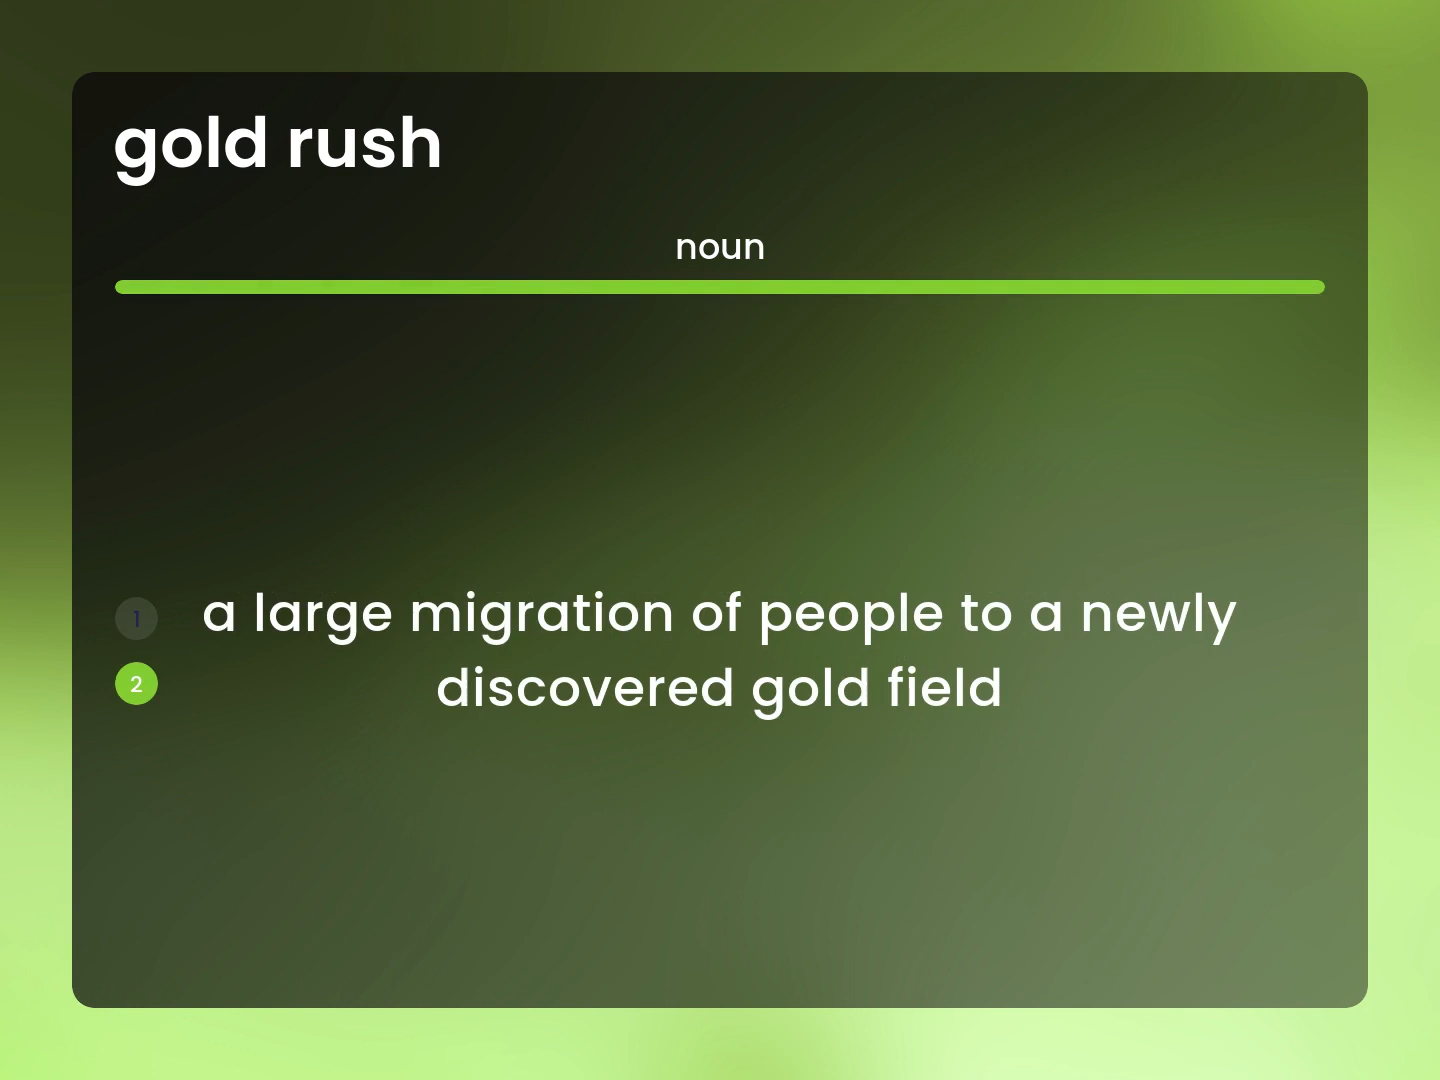 gold rush
noun
1
a large migration of people to a newly
2
discovered gold field